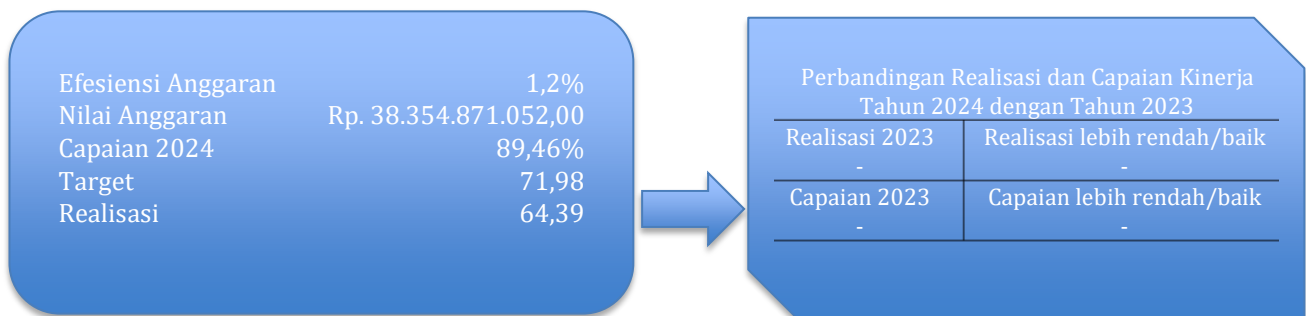 Efesiensi Anggaran 1,2%
Nilai Anggaran Rp. 38.354.871.052,00
Capaian 2024 89,46%
Target 71,98
Realisasi 64,39
Perbandingan Realisasi dan Capaian Kinerja
Tahun 2024 dengan Tahun 2023
Realisasi 2023 Realisasi lebih rendah/baik
- -
Capaian 2023 Capaian lebih rendah/baik
- -